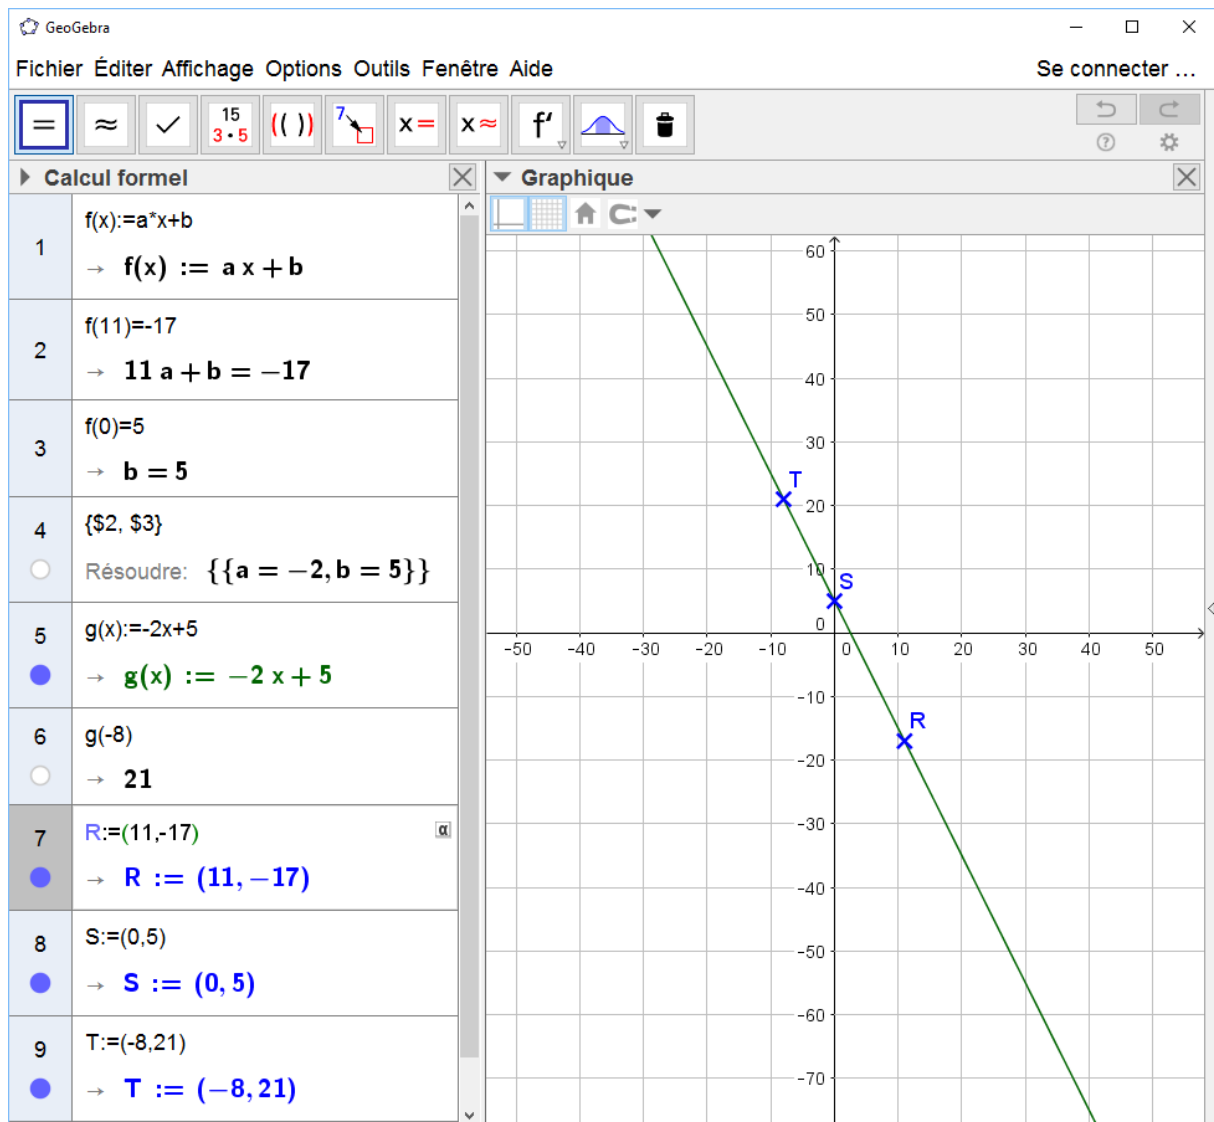 GeoGebra
Fichier Éditer Affichage Options Outils Fenêtre Aide
Se connecter ...
= ≈ ✓ 15 3·5 (( )) 7 x= x≈ f′
Calcul formel
1
f(x):=a*x+b
→ f(x) := a x + b
2
f(11)=-17
→ 11 a + b = −17
3
f(0)=5
→ b = 5
4
{$2, $3}
Résoudre: {{a = −2, b = 5}}
5
g(x):=-2x+5
→ g(x) := −2 x + 5
6
g(-8)
→ 21
7
R:=(11,-17)
α
→ R := (11, −17)
8
S:=(0,5)
→ S := (0, 5)
9
T:=(-8,21)
→ T := (−8, 21)
Graphique
60
50
40
30
T
20
10
S
0
-50 -40 -30 -20 -10 0 10 20 30 40 50
-10
R
-20
-30
-40
-50
-60
-70